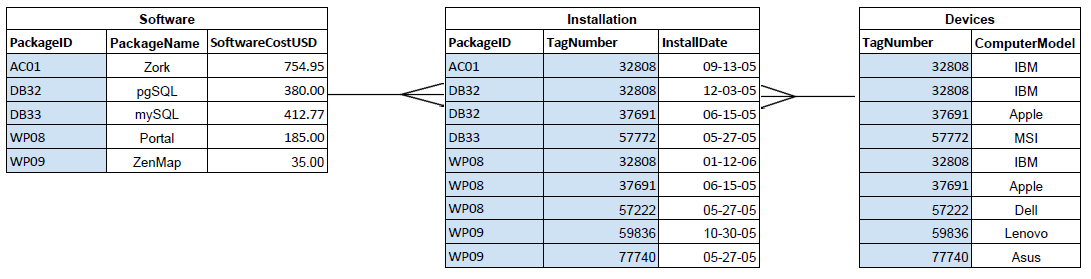 Software
PackageID PackageName SoftwareCostUSD
AC01 Zork 754.95
DB32 pgSQL 380.00
DB33 mySQL 412.77
WP08 Portal 185.00
WP09 ZenMap 35.00
Installation
PackageID TagNumber InstallDate
AC01 32808 09-13-05
DB32 32808 12-03-05
DB32 37691 06-15-05
DB33 57772 05-27-05
WP08 32808 01-12-06
WP08 37691 06-15-05
WP08 57222 05-27-05
WP09 59836 10-30-05
WP09 77740 05-27-05
Devices
TagNumber ComputerModel
32808 IBM
32808 IBM
37691 Apple
57772 MSI
32808 IBM
37691 Apple
57222 Dell
59836 Lenovo
77740 Asus